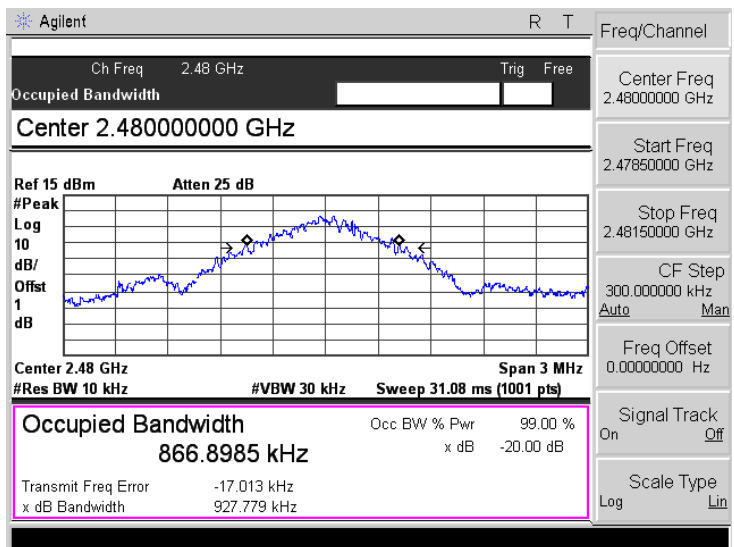 Agilent R T
Ch Freq 2.48 GHz Trig Free
Occupied Bandwidth
Center 2.480000000 GHz
Ref 15 dBm Atten 25 dB
#Peak
Log
10
dB/
Offst
1
dB
Center 2.48 GHz Span 3 MHz
#Res BW 10 kHz #VBW 30 kHz Sweep 31.08 ms (1001 pts)
Occupied Bandwidth Occ BW % Pwr 99.00 %
866.8985 kHz x dB -20.00 dB
Transmit Freq Error -17.013 kHz
x dB Bandwidth 927.779 kHz
Freq/Channel
Center Freq
2.48000000 GHz
Start Freq
2.47850000 GHz
Stop Freq
2.48150000 GHz
CF Step
300.000000 kHz
Auto Man
Freq Offset
0.00000000 Hz
Signal Track
On Off
Scale Type
Log Lin